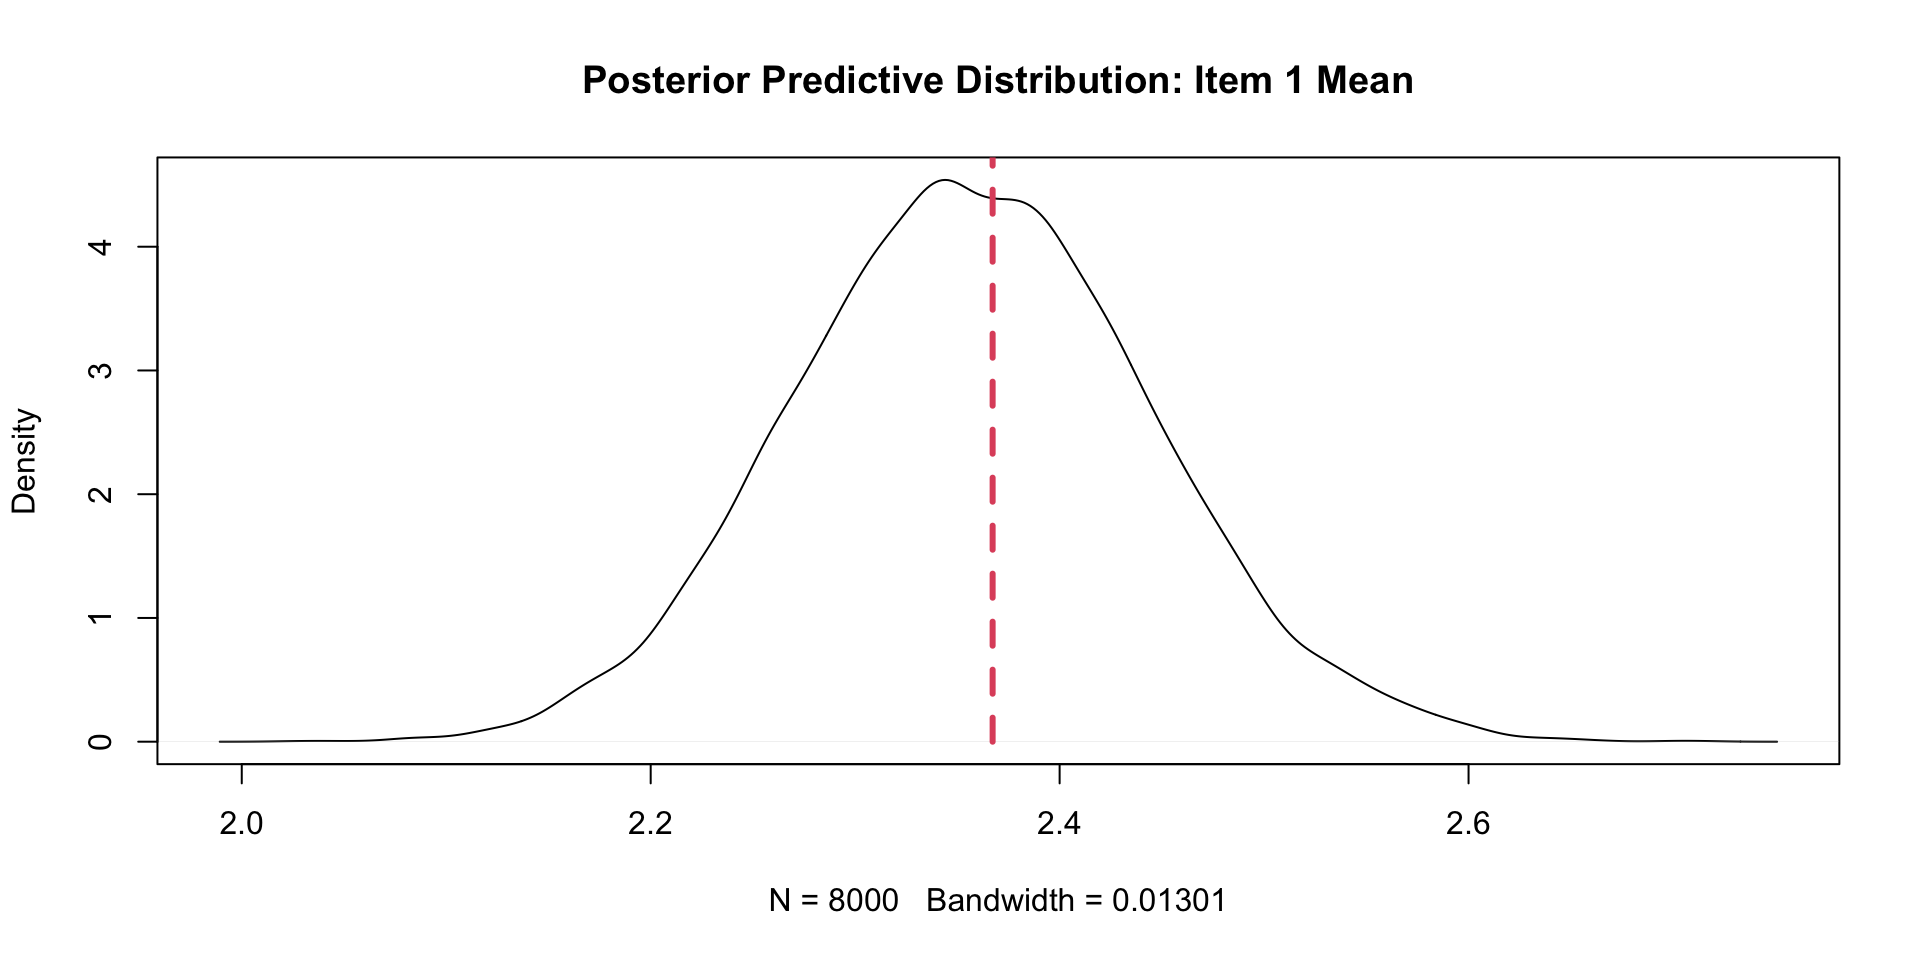 Posterior Predictive Distribution: Item 1 Mean
Density
4
3
2
1
0
2.0 2.2 2.4 2.6
N = 8000 Bandwidth = 0.01301